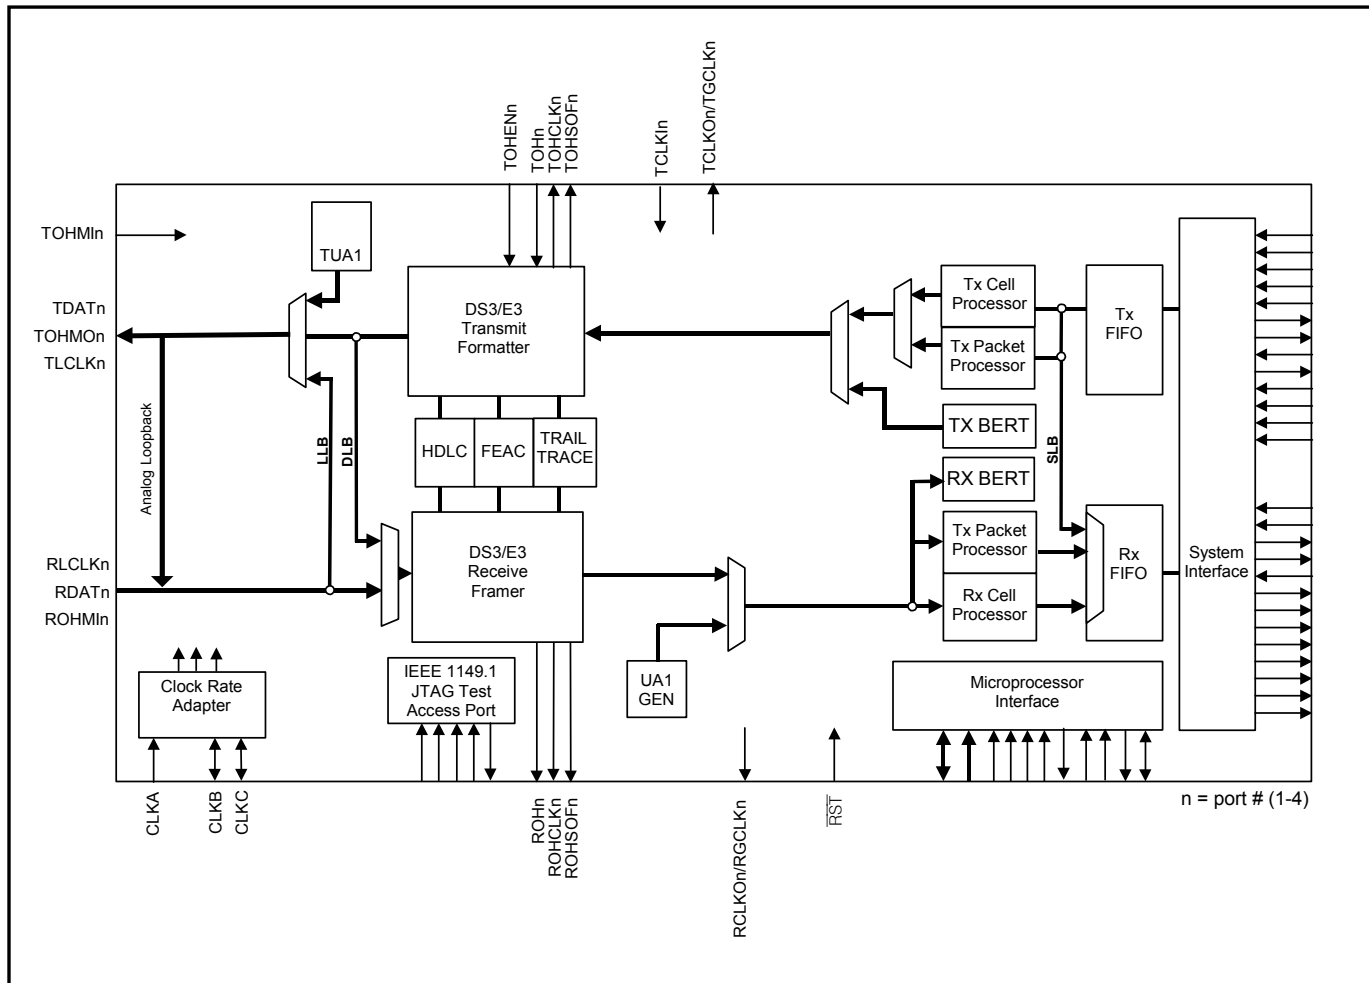 TOHENn
TOHn
TOHCLKn
TOHSOFn
TCLKIn
TCLKOn/TGCLKn
TOHMIn
TUA1
TDATn
TOHMOn
TLCLKn
DS3/E3
Transmit
Formatter
Tx Cell
Processor
Tx Packet
Processor
Tx
FIFO
TX BERT
RX BERT
HDLC
FEAC
TRAIL
TRACE
Analog Loopback
LLB
DLB
SLB
RLCLKn
RDATn
ROHMIn
DS3/E3
Receive
Framer
Tx Packet
Processor
Rx Cell
Processor
Rx
FIFO
System
Interface
Clock Rate
Adapter
IEEE 1149.1
JTAG Test
Access Port
UA1
GEN
Microprocessor
Interface
CLKA
CLKB
CLKC
ROHn
ROHCLKn
ROHSOFn
RCLKOn/RGCLKn
RST
n = port # (1-4)